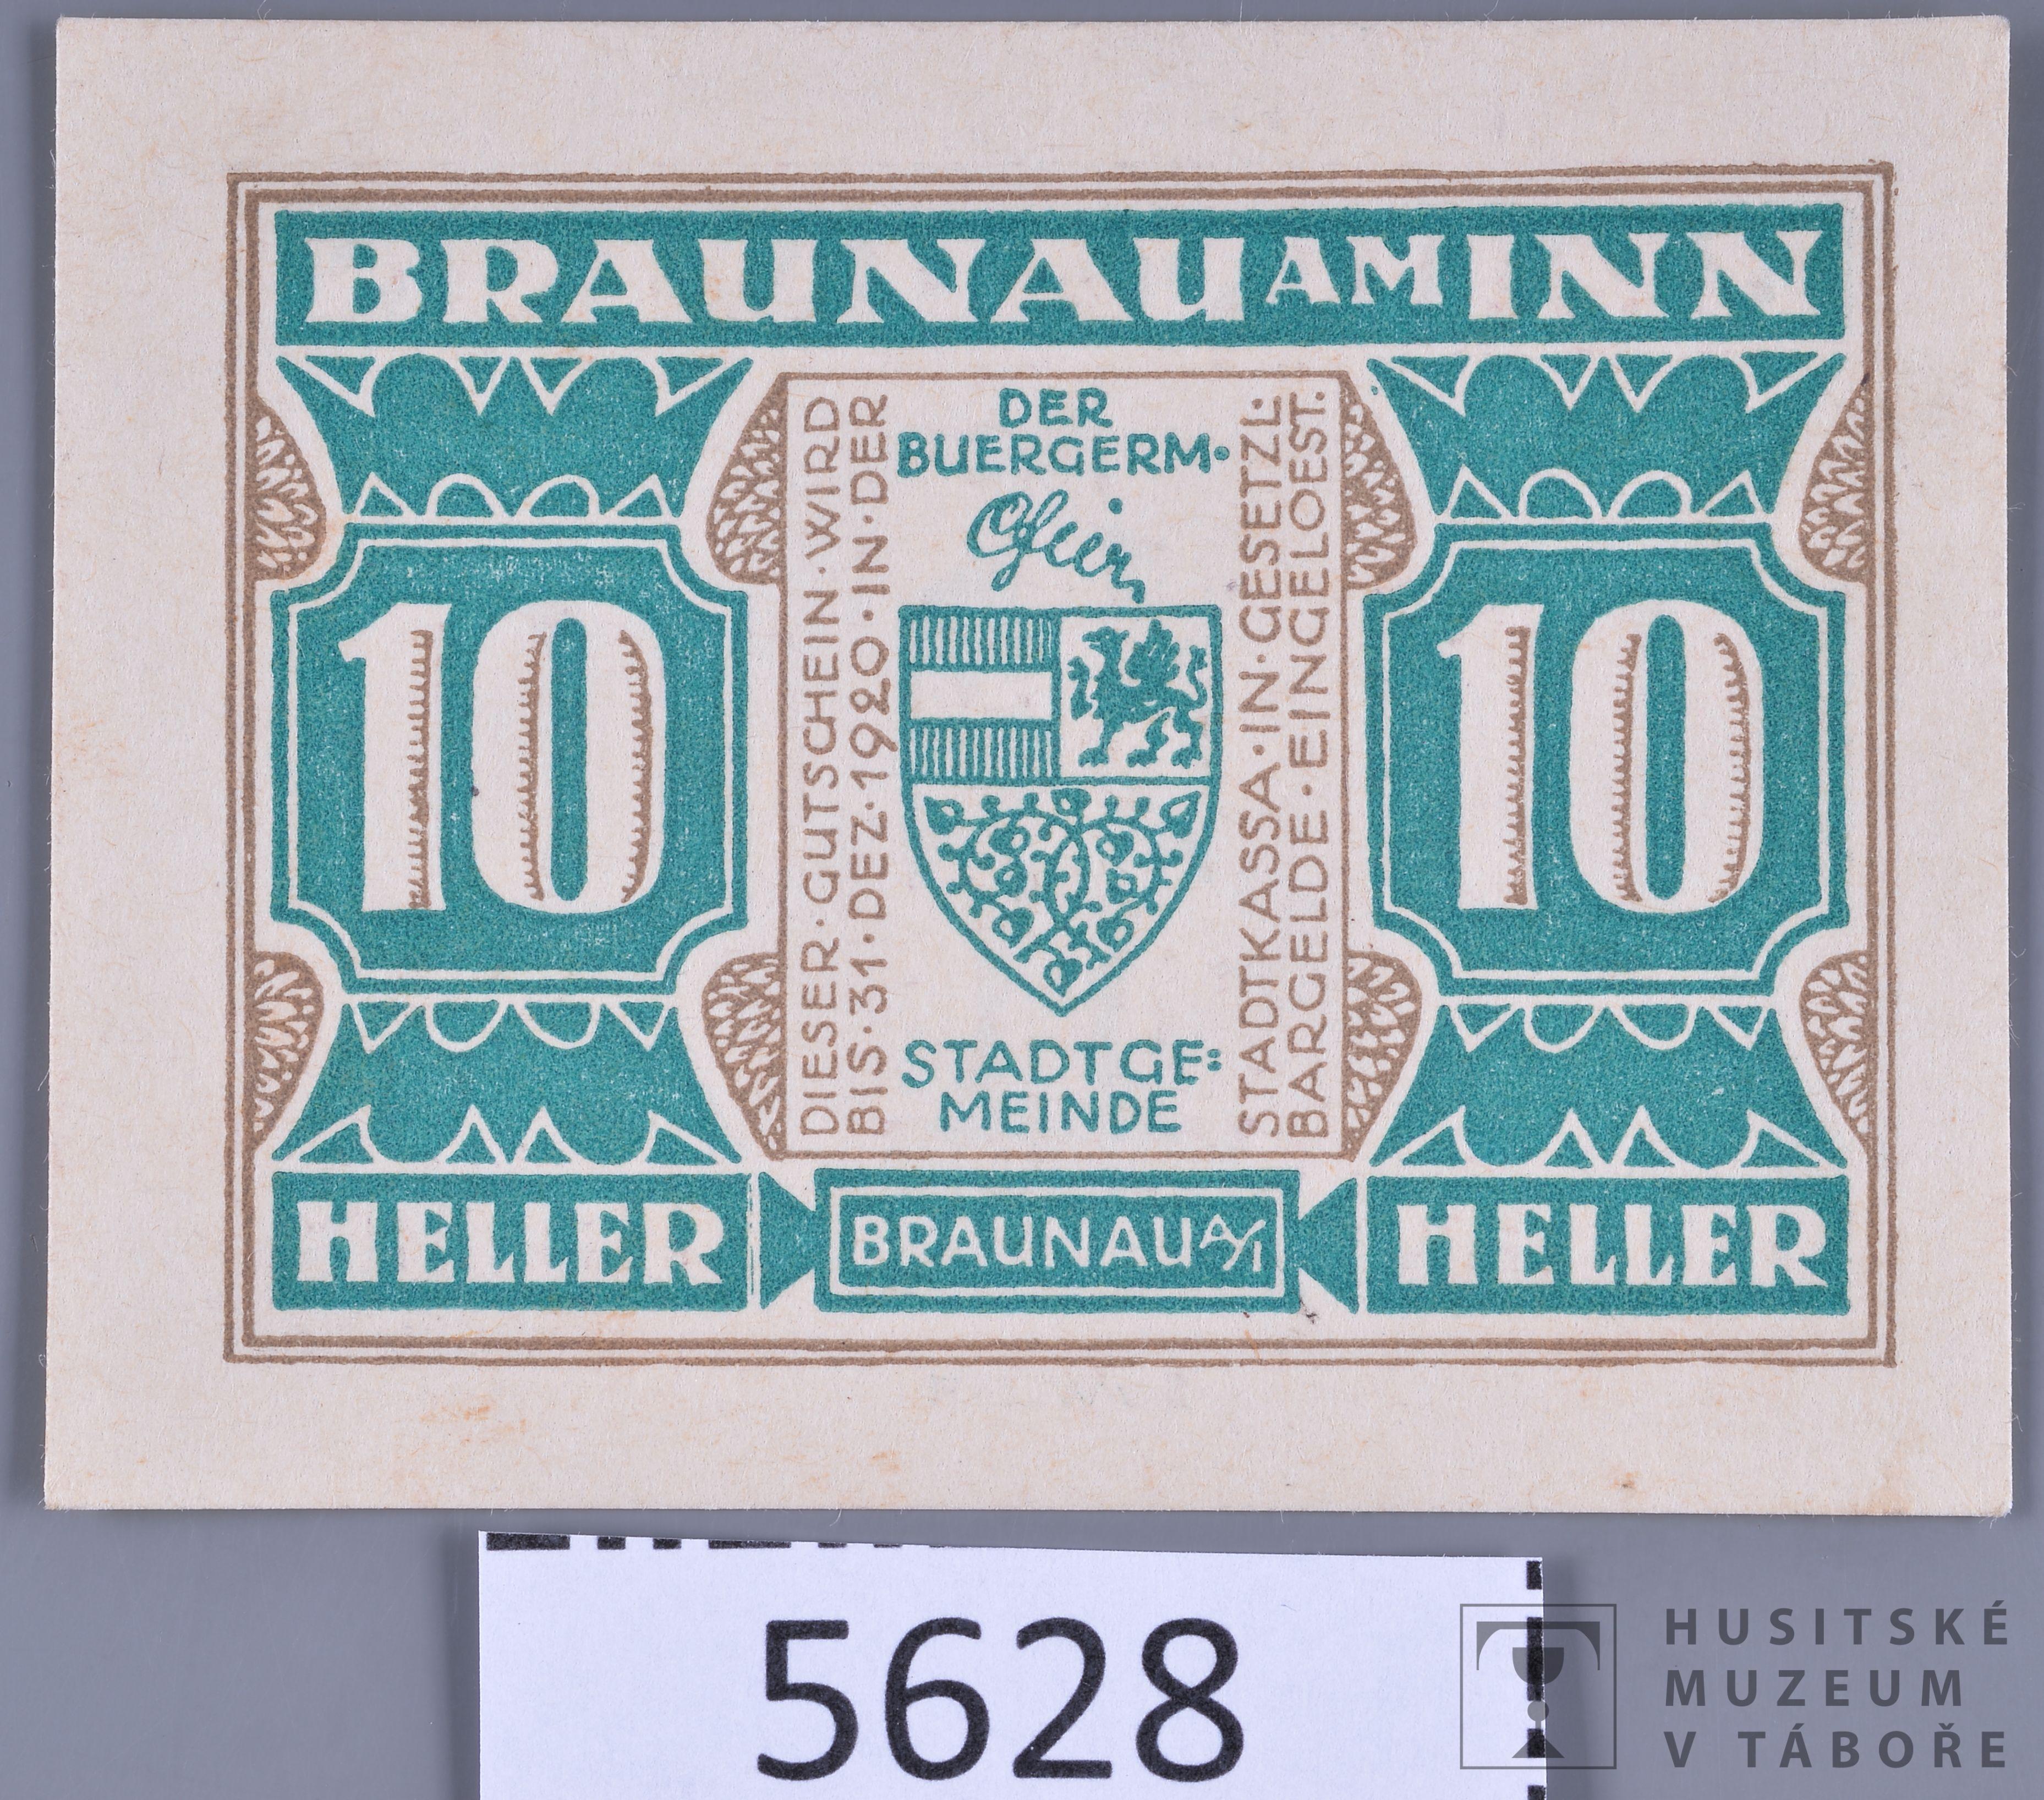 BRAUNAU AM INN
DIESER · GUTSCHEIN · WIRD
BIS · 31 · DEZ · 1920 · IN · DER
DER
BUERGERM·
STADTKASSA · IN · GESETZL:
BARGELDE · EINGELOEST.
10
10
STADTGE:
MEINDE
HELLER
BRAUNAU A/I
HELLER
5628
HUSITSKÉ
MUZEUM
V TÁBOŘE